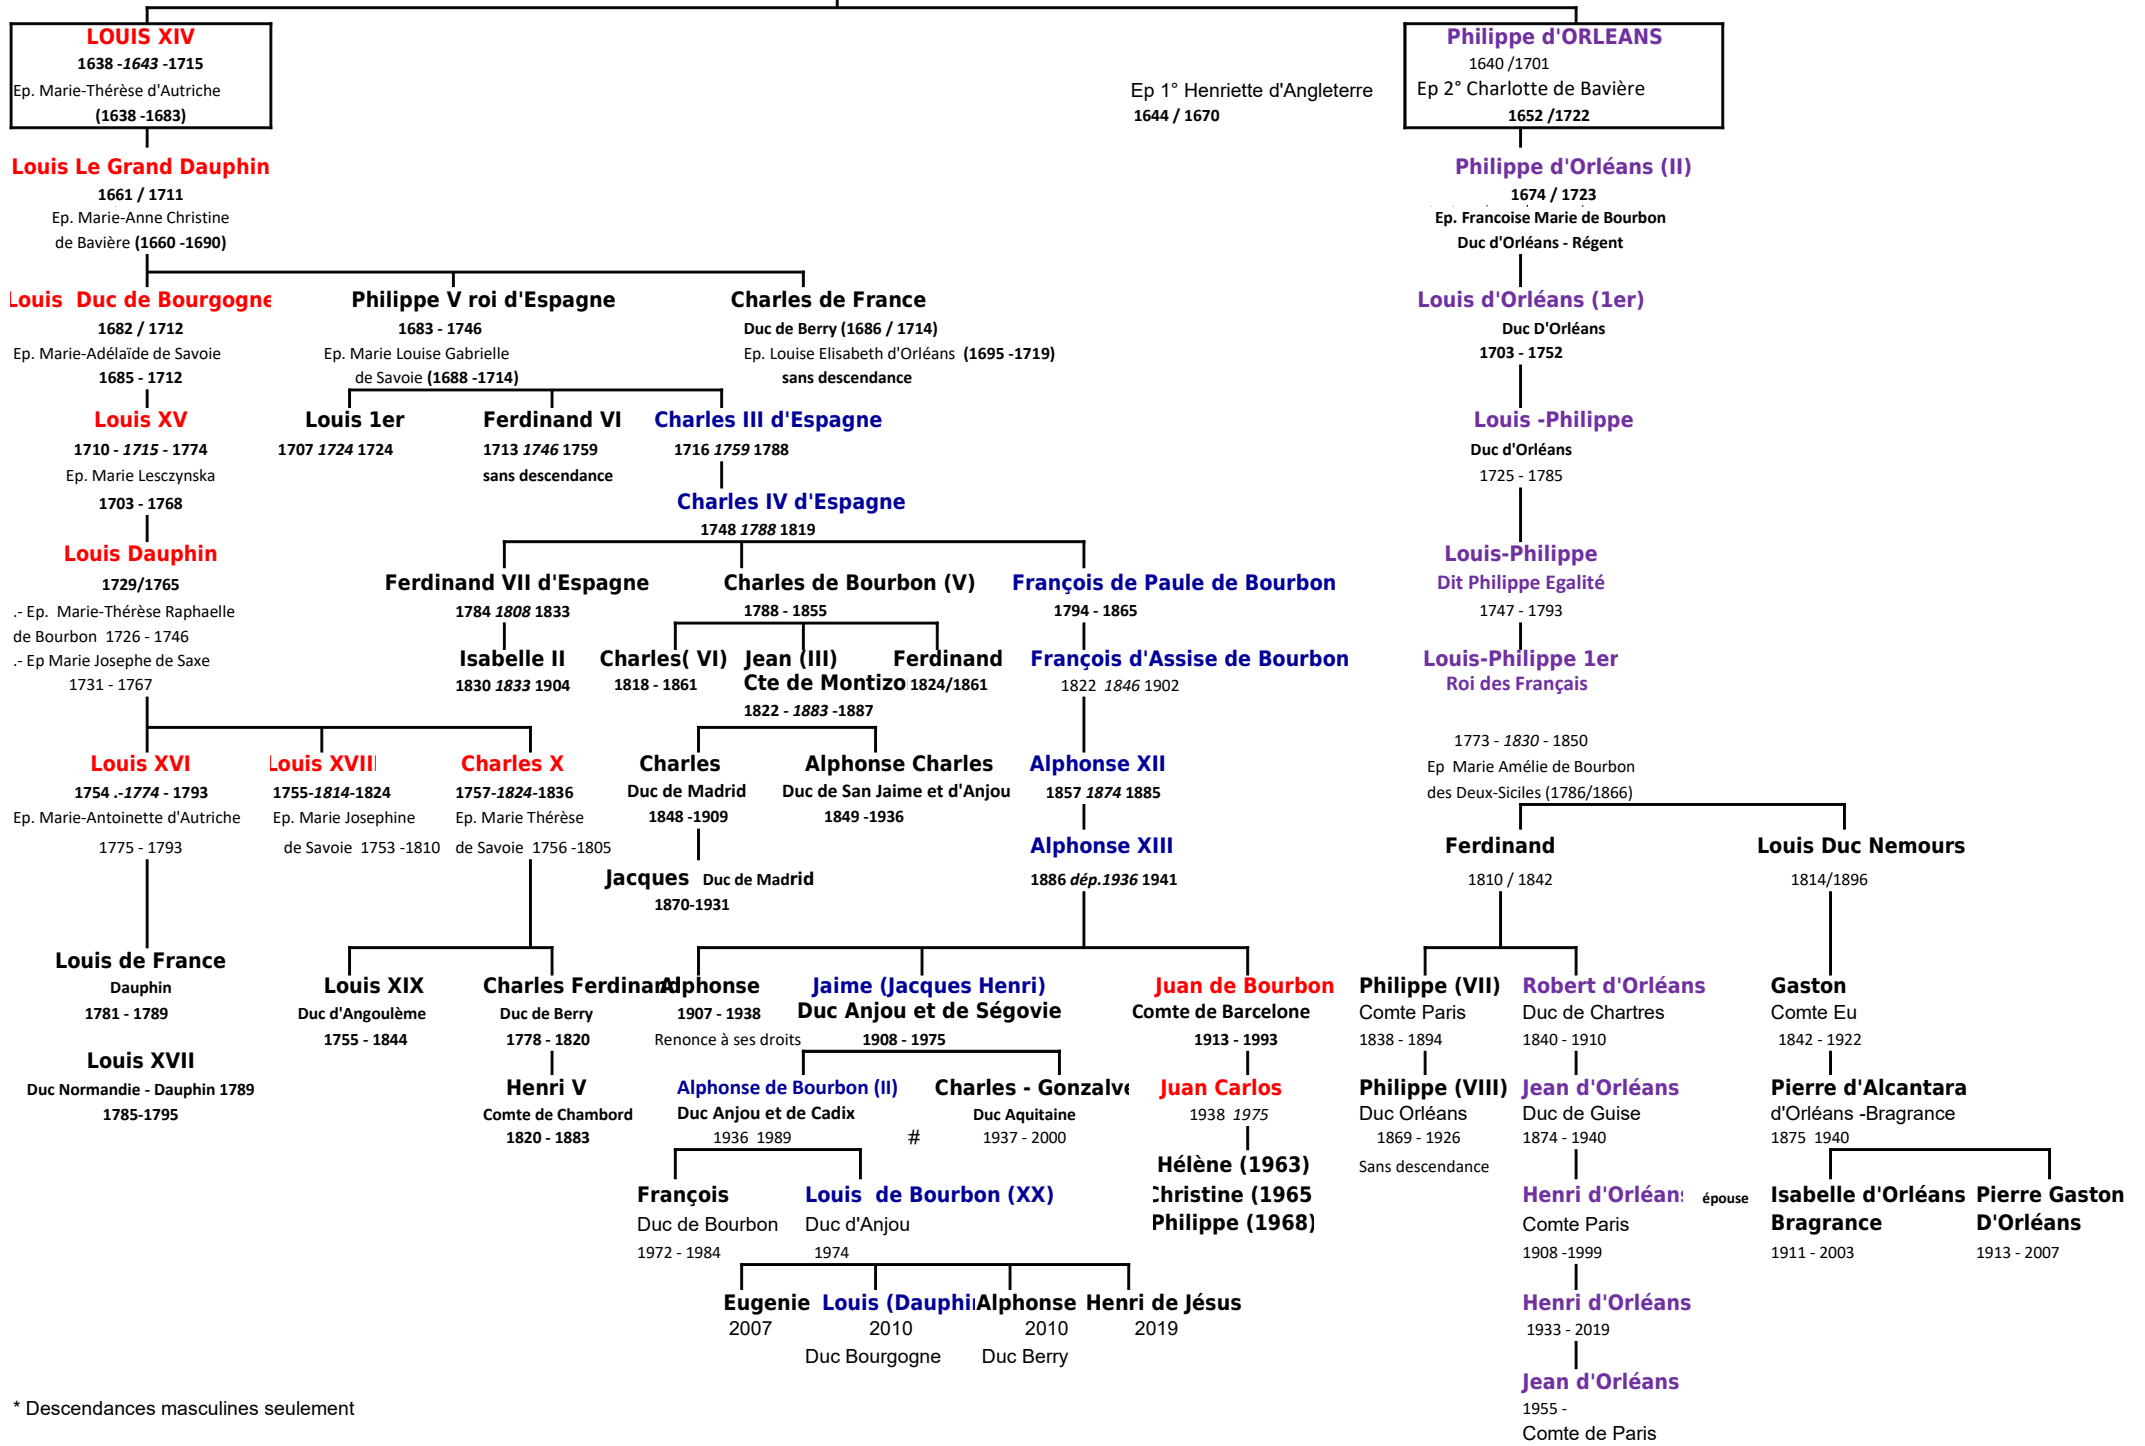 LOUIS XIV
1638 -1643 -1715
Ep. Marie-Thérèse d'Autriche
(1638 -1683)
Ep 1° Henriette d'Angleterre
1644 / 1670
Philippe d'ORLEANS
1640 /1701
Ep 2° Charlotte de Bavière
1652 /1722
Louis Le Grand Dauphin
1661 / 1711
Ep. Marie-Anne Christine
de Bavière (1660 -1690)
Philippe d'Orléans (II)
1674 / 1723
Ep. Francoise Marie de Bourbon
Duc d'Orléans - Régent
Louis Duc de Bourgogne
1682 / 1712
Ep. Marie-Adélaïde de Savoie
1685 - 1712
Philippe V roi d'Espagne
1683 - 1746
Ep. Marie Louise Gabrielle
de Savoie (1688 -1714)
Charles de France
Duc de Berry (1686 / 1714)
Ep. Louise Elisabeth d'Orléans (1695 -1719)
sans descendance
Louis d'Orléans (1er)
Duc D'Orléans
1703 - 1752
Louis XV
1710 - 1715 - 1774
Ep. Marie Lesczynska
1703 - 1768
Louis 1er
1707 1724 1724
Ferdinand VI
1713 1746 1759
sans descendance
Charles III d'Espagne
1716 1759 1788
Louis -Philippe
Duc d'Orléans
1725 - 1785
Charles IV d'Espagne
1748 1788 1819
Louis Dauphin
1729/1765
.- Ep. Marie-Thérèse Raphaelle
de Bourbon 1726 - 1746
.- Ep Marie Josephe de Saxe
1731 - 1767
Ferdinand VII d'Espagne
1784 1808 1833
Charles de Bourbon (V)
1788 - 1855
François de Paule de Bourbon
1794 - 1865
Louis-Philippe
Dit Philippe Egalité
1747 - 1793
Isabelle II
1830 1833 1904
Charles( VI)
1818 - 1861
Jean (III)
Cte de Montizo
1822 - 1883 -1887
Ferdinand
1824/1861
François d'Assise de Bourbon
1822 1846 1902
Louis-Philippe 1er
Roi des Français
1773 - 1830 - 1850
Ep Marie Amélie de Bourbon
des Deux-Siciles (1786/1866)
Louis XVI
1754 .-1774 - 1793
Ep. Marie-Antoinette d'Autriche
1775 - 1793
Louis XVIII
1755-1814-1824
Ep. Marie Josephine
de Savoie 1753 -1810
Charles X
1757-1824-1836
Ep. Marie Thérèse
de Savoie 1756 -1805
Charles
Duc de Madrid
1848 -1909
Alphonse Charles
Duc de San Jaime et d'Anjou
1849 -1936
Alphonse XII
1857 1874 1885
Jacques Duc de Madrid
1870-1931
Alphonse XIII
1886 dép.1936 1941
Ferdinand
1810 / 1842
Louis Duc Nemours
1814/1896
Louis de France
Dauphin
1781 - 1789
Louis XVII
Duc Normandie - Dauphin 1789
1785-1795
Louis XIX
Duc d'Angoulème
1755 - 1844
Charles Ferdinand
Duc de Berry
1778 - 1820
Alphonse
1907 - 1938
Renonce à ses droits
Jaime (Jacques Henri)
Duc Anjou et de Ségovie
1908 - 1975
Juan de Bourbon
Comte de Barcelone
1913 - 1993
Philippe (VII)
Comte Paris
1838 - 1894
Robert d'Orléans
Duc de Chartres
1840 - 1910
Gaston
Comte Eu
1842 - 1922
Henri V
Comte de Chambord
1820 - 1883
Alphonse de Bourbon (II)
Duc Anjou et de Cadix
1936 1989
#
Charles - Gonzalve
Duc Aquitaine
1937 - 2000
Juan Carlos
1938 1975
Philippe (VIII)
Duc Orléans
1869 - 1926
Sans descendance
Jean d'Orléans
Duc de Guise
1874 - 1940
Pierre d'Alcantara
d'Orléans -Bragrance
1875 1940
Hélène (1963)
Christine (1965
Philippe (1968)
François
Duc de Bourbon
1972 - 1984
Louis de Bourbon (XX)
Duc d'Anjou
1974
Henri d'Orléans
Comte Paris
1908 -1999
épouse
Isabelle d'Orléans
Bragrance
1911 - 2003
Pierre Gaston
D'Orléans
1913 - 2007
Eugenie
2007
Louis (Dauphin
2010
Duc Bourgogne
Alphonse
2010
Duc Berry
Henri de Jésus
2019
Henri d'Orléans
1933 - 2019
Jean d'Orléans
1955 -
Comte de Paris
* Descendances masculines seulement